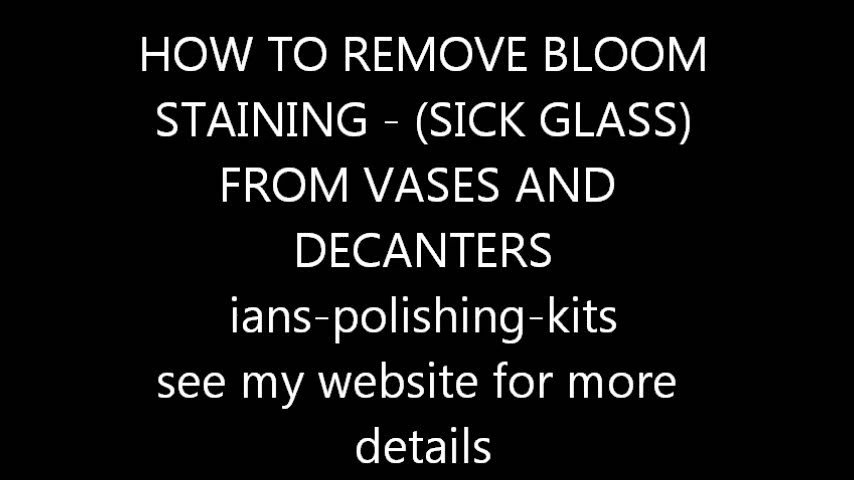 HOW TO REMOVE BLOOM
STAINING - (SICK GLASS)
FROM VASES AND
DECANTERS
ians-polishing-kits
see my website for more
details